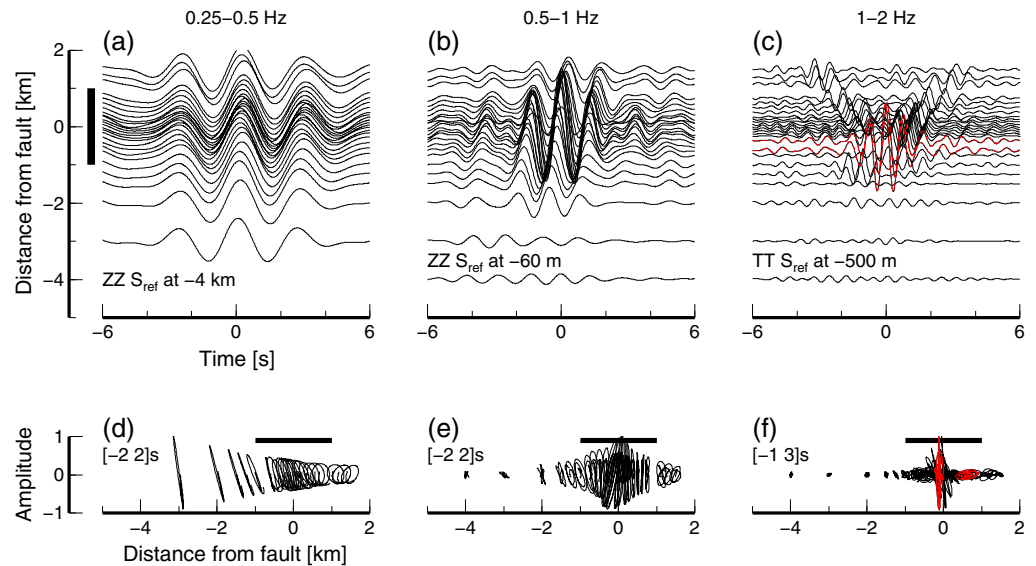 0.25−0.5 Hz
0.5−1 Hz
1−2 Hz
(a)
(b)
(c)
2
0
−2
−4
Distance from fault [km]
ZZ S_ref at −4 km
ZZ S_ref at −60 m
TT S_ref at −500 m
−6 0 6
−6 0 6
−6 0 6
Time [s]
(d)
(e)
(f)
[−2 2]s
[−2 2]s
[−1 3]s
1
0
−1
Amplitude
−4 −2 0 2
−4 −2 0 2
−4 −2 0 2
Distance from fault [km]